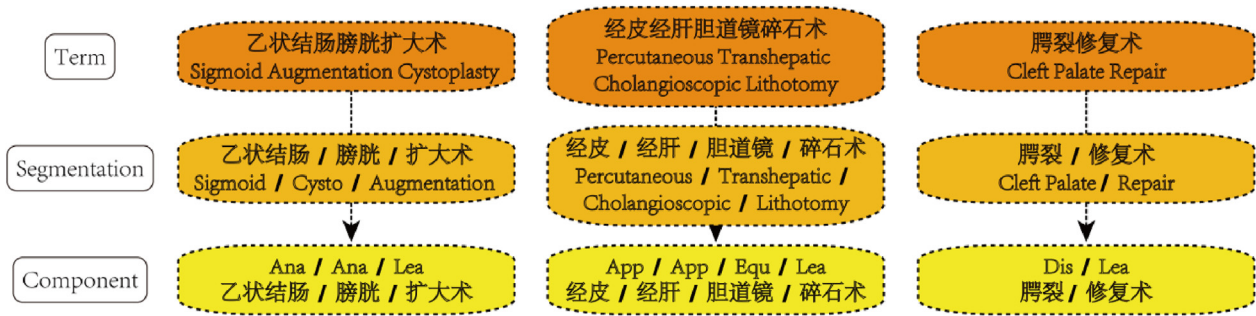 Term
乙状结肠膀胱扩大术
Sigmoid Augmentation Cystoplasty
经皮经肝胆道镜碎石术
Percutaneous Transhepatic
Cholangioscopic Lithotomy
腭裂修复术
Cleft Palate Repair
Segmentation
乙状结肠 / 膀胱 / 扩大术
Sigmoid / Cysto / Augmentation
经皮 / 经肝 / 胆道镜 / 碎石术
Percutaneous / Transhepatic /
Cholangioscopic / Lithotomy
腭裂 / 修复术
Cleft Palate / Repair
Component
Ana / Ana / Lea
乙状结肠 / 膀胱 / 扩大术
App / App / Equ / Lea
经皮 / 经肝 / 胆道镜 / 碎石术
Dis / Lea
腭裂 / 修复术